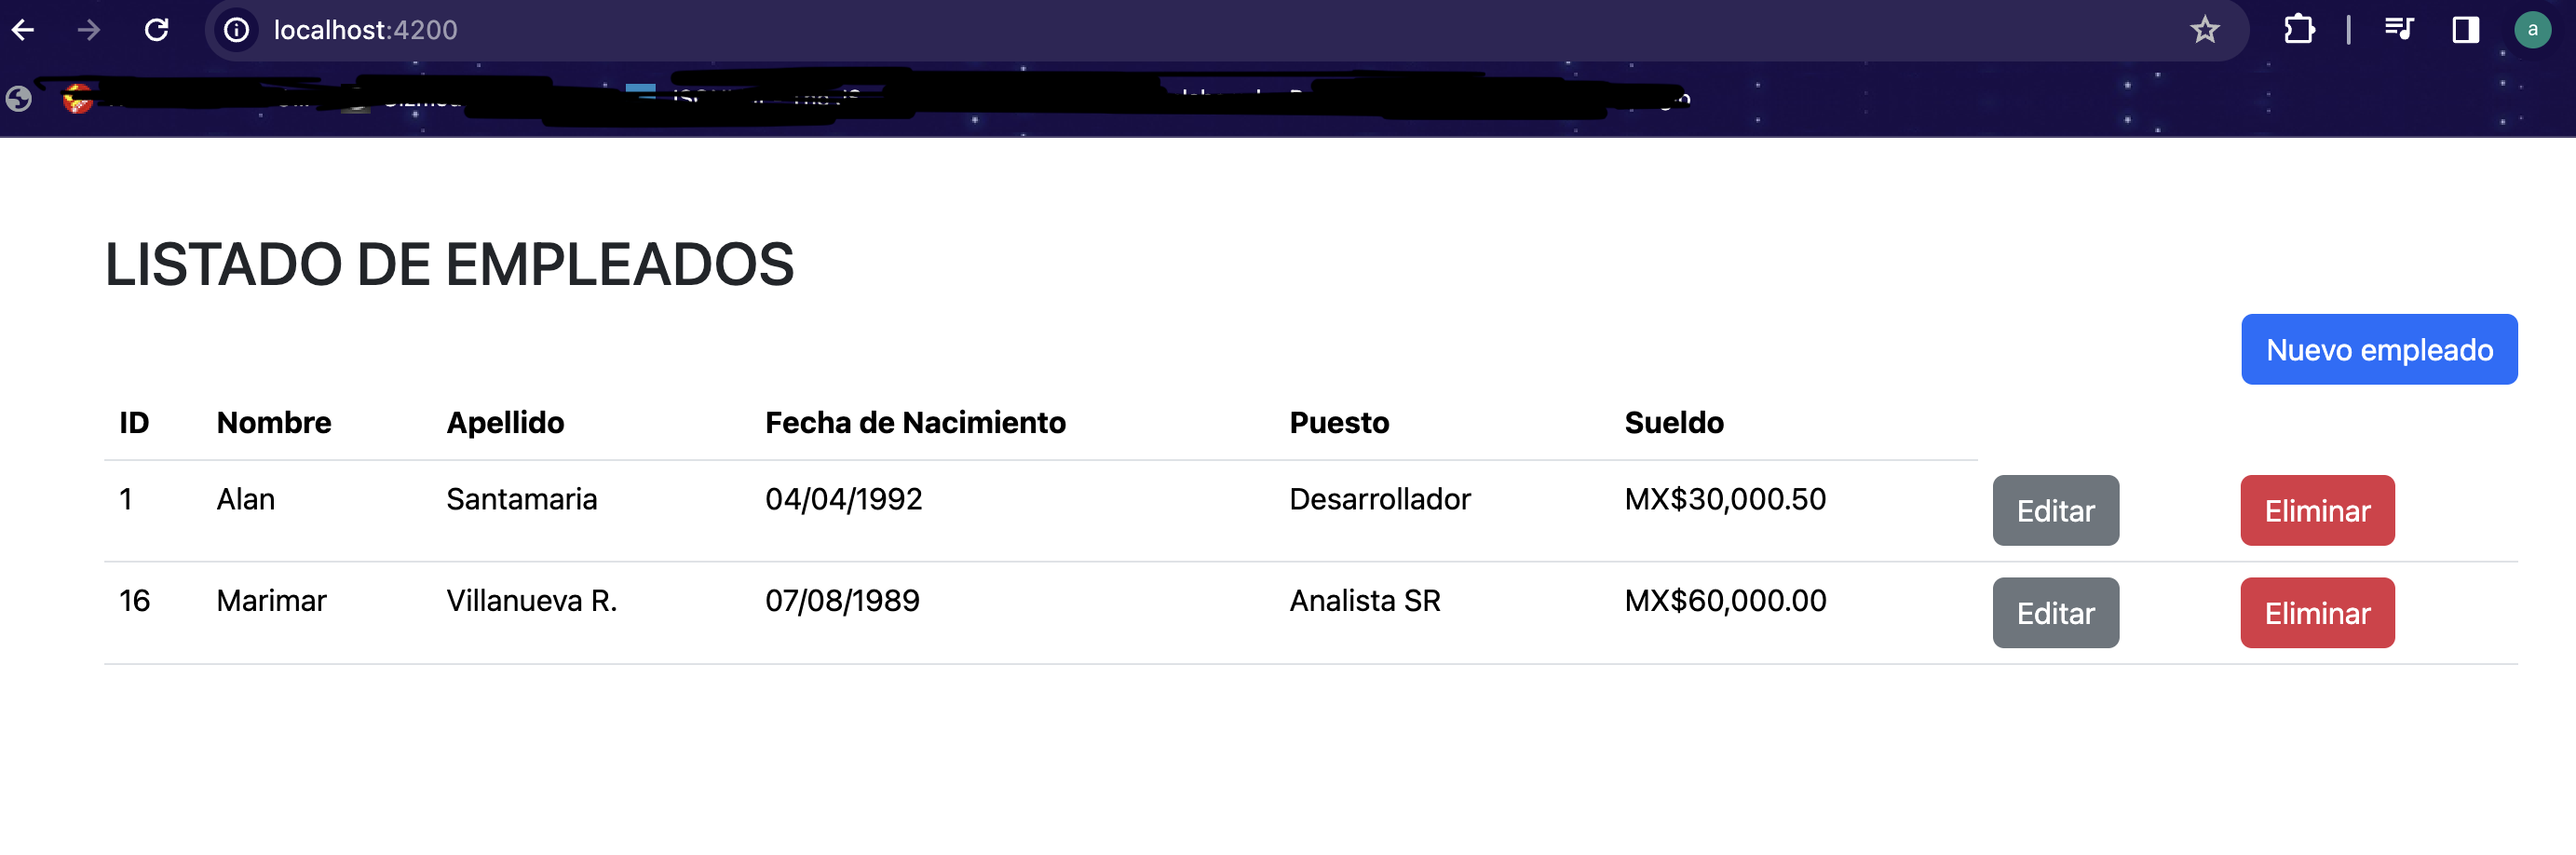 localhost:4200
a
LISTADO DE EMPLEADOS
Nuevo empleado
ID Nombre Apellido Fecha de Nacimiento Puesto Sueldo
1 Alan Santamaria 04/04/1992 Desarrollador MX$30,000.50 Editar Eliminar
16 Marimar Villanueva R. 07/08/1989 Analista SR MX$60,000.00 Editar Eliminar